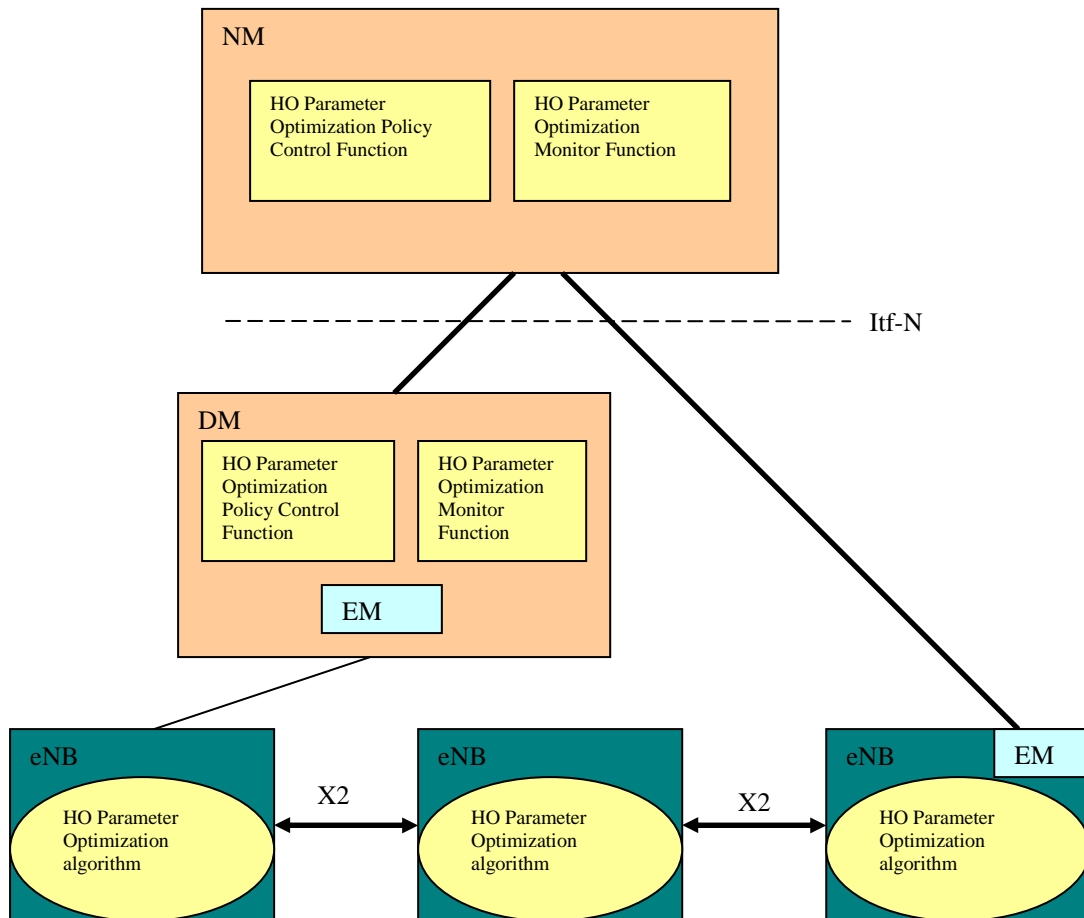 NM
HO Parameter
Optimization Policy
Control Function
HO Parameter
Optimization
Monitor Function
Itf-N
DM
HO Parameter
Optimization
Policy Control
Function
HO Parameter
Optimization
Monitor
Function
EM
eNB
HO Parameter
Optimization
algorithm
X2
eNB
HO Parameter
Optimization
algorithm
X2
eNB
EM
HO Parameter
Optimization
algorithm